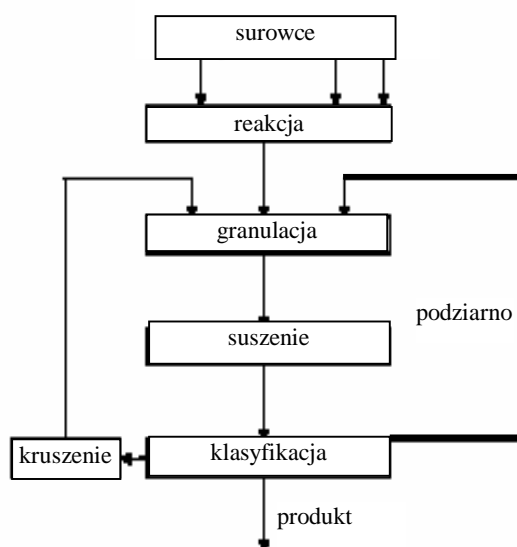 surowce
reakcja
granulacja
podziarno
suszenie
kruszenie
klasyfikacja
produkt